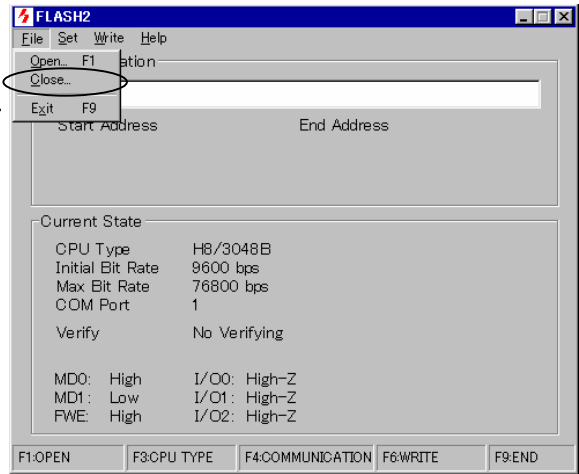 FLASH2
File Set Write Help
Open... F1
ation
Close...
Exit F9
Start Address End Address
Current State
CPU Type H8/3048B
Initial Bit Rate 9600 bps
Max Bit Rate 76800 bps
COM Port 1
Verify No Verifying
MD0: High I/O0: High-Z
MD1: Low I/O1: High-Z
FWE: High I/O2: High-Z
F1:OPEN F3:CPU TYPE F4:COMMUNICATION F6:WRITE F9:END